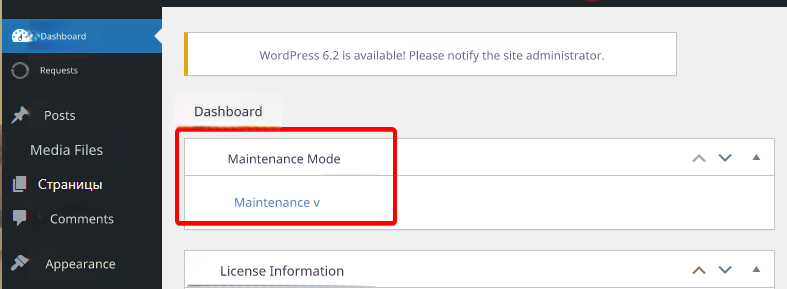 Dashboard
Requests
Posts
Media Files
Страницы
Comments
Appearance
WordPress 6.2 is available! Please notify the site administrator.
Dashboard
Maintenance Mode
Maintenance v
License Information